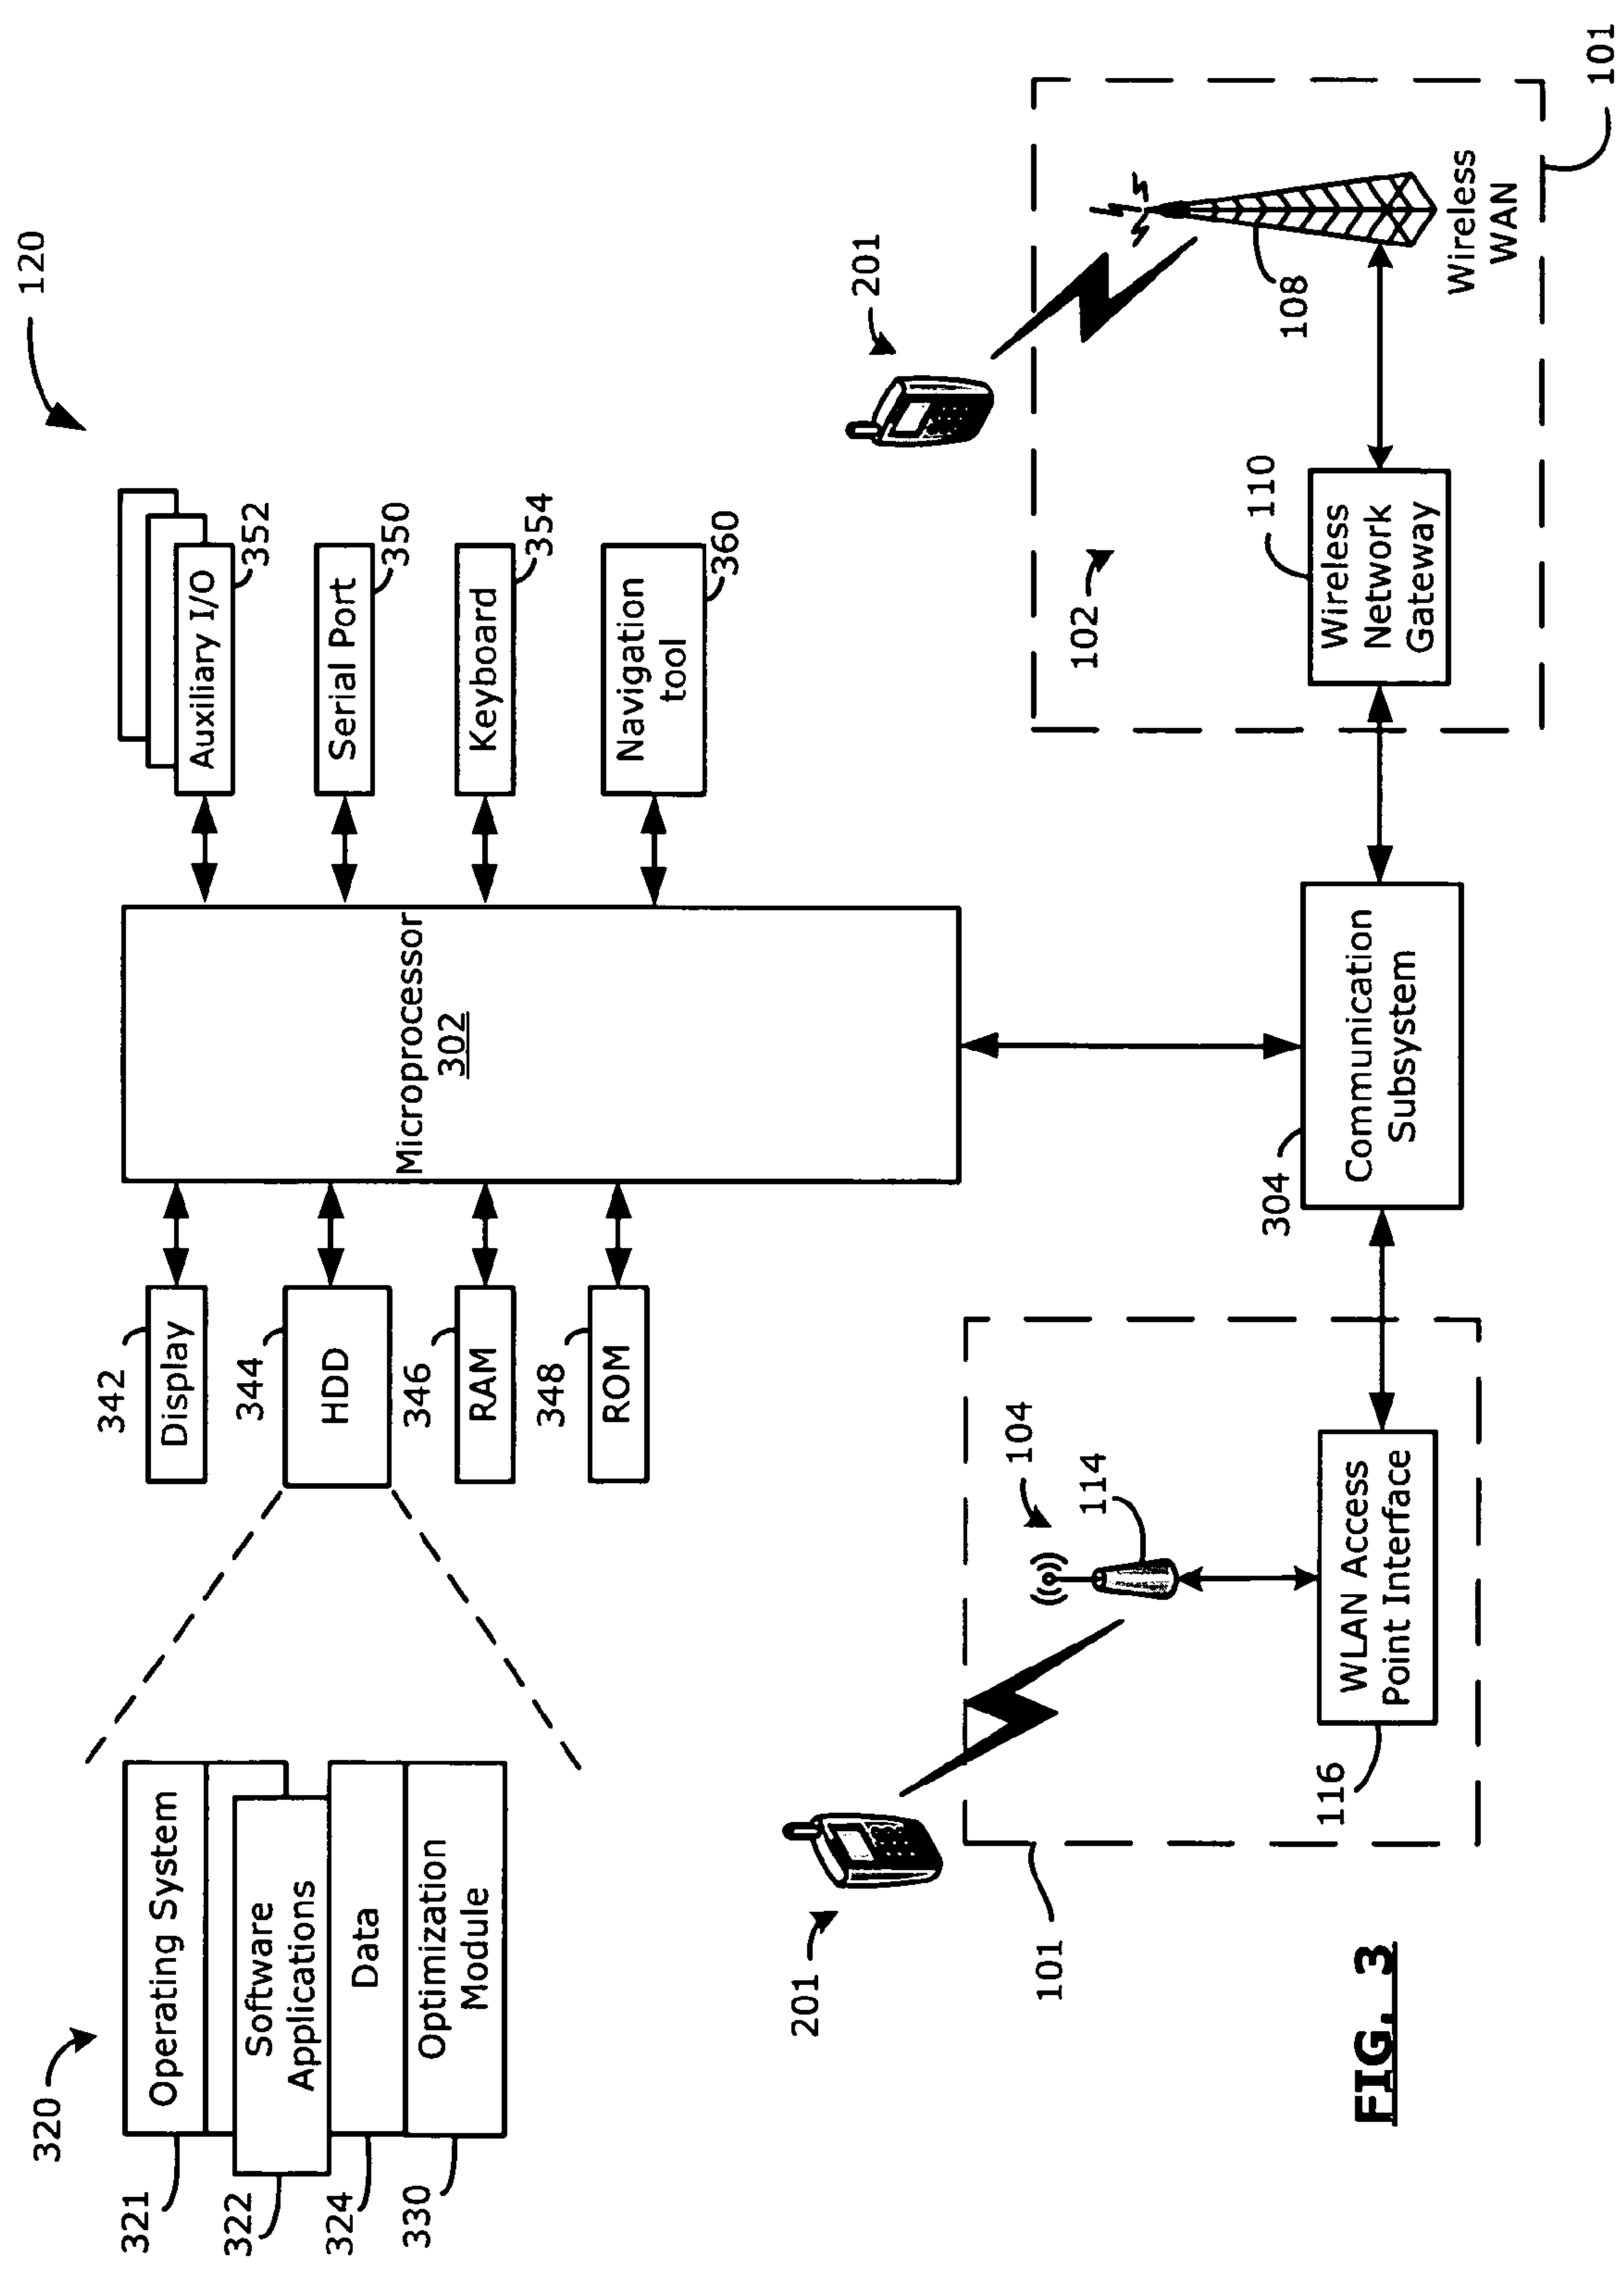 120
320
321
Operating System
322
Software
Applications
324
Data
330
Optimization
Module
342
Display
344
HDD
346
RAM
348
ROM
Microprocessor
302
Auxiliary I/O
352
Serial Port
350
Keyboard
354
Navigation
tool
360
201
104
114
101
116
WLAN Access
Point Interface
304
Communication
Subsystem
201
102
110
Wireless
Network
Gateway
108
Wireless
WAN
101
FIG. 3